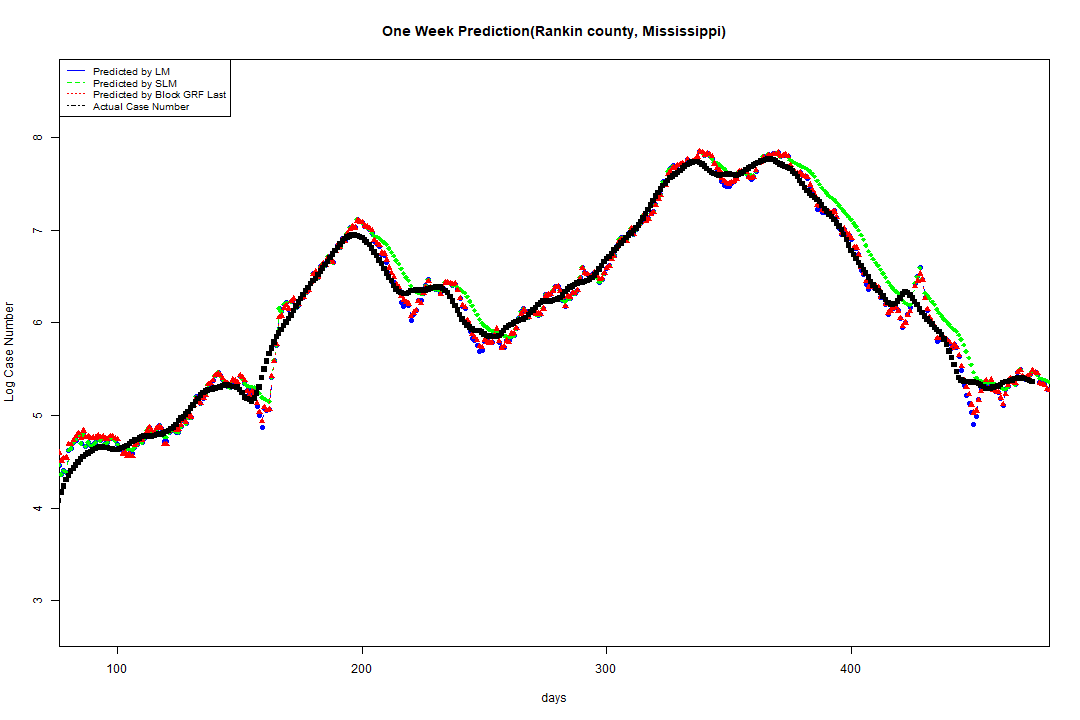 One Week Prediction(Rankin county, Mississippi)
Predicted by LM
Predicted by SLM
Predicted by Block GRF Last
Actual Case Number
8
7
6
5
4
3
Log Case Number
100 200 300 400
days